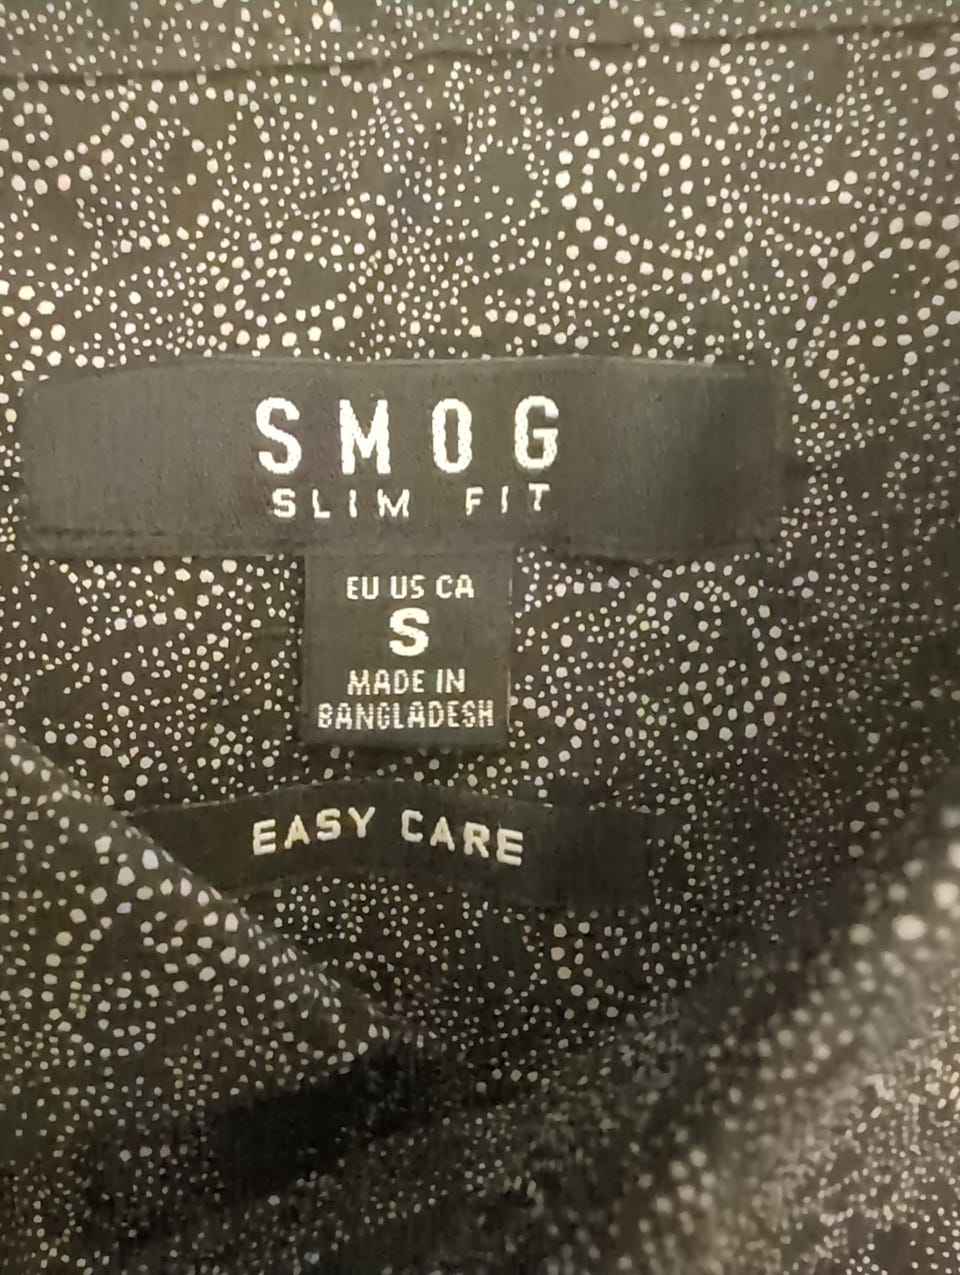 SMOG
SLIM FIT
EU US CA
S
MADE IN
BANGLADESH
EASY CARE